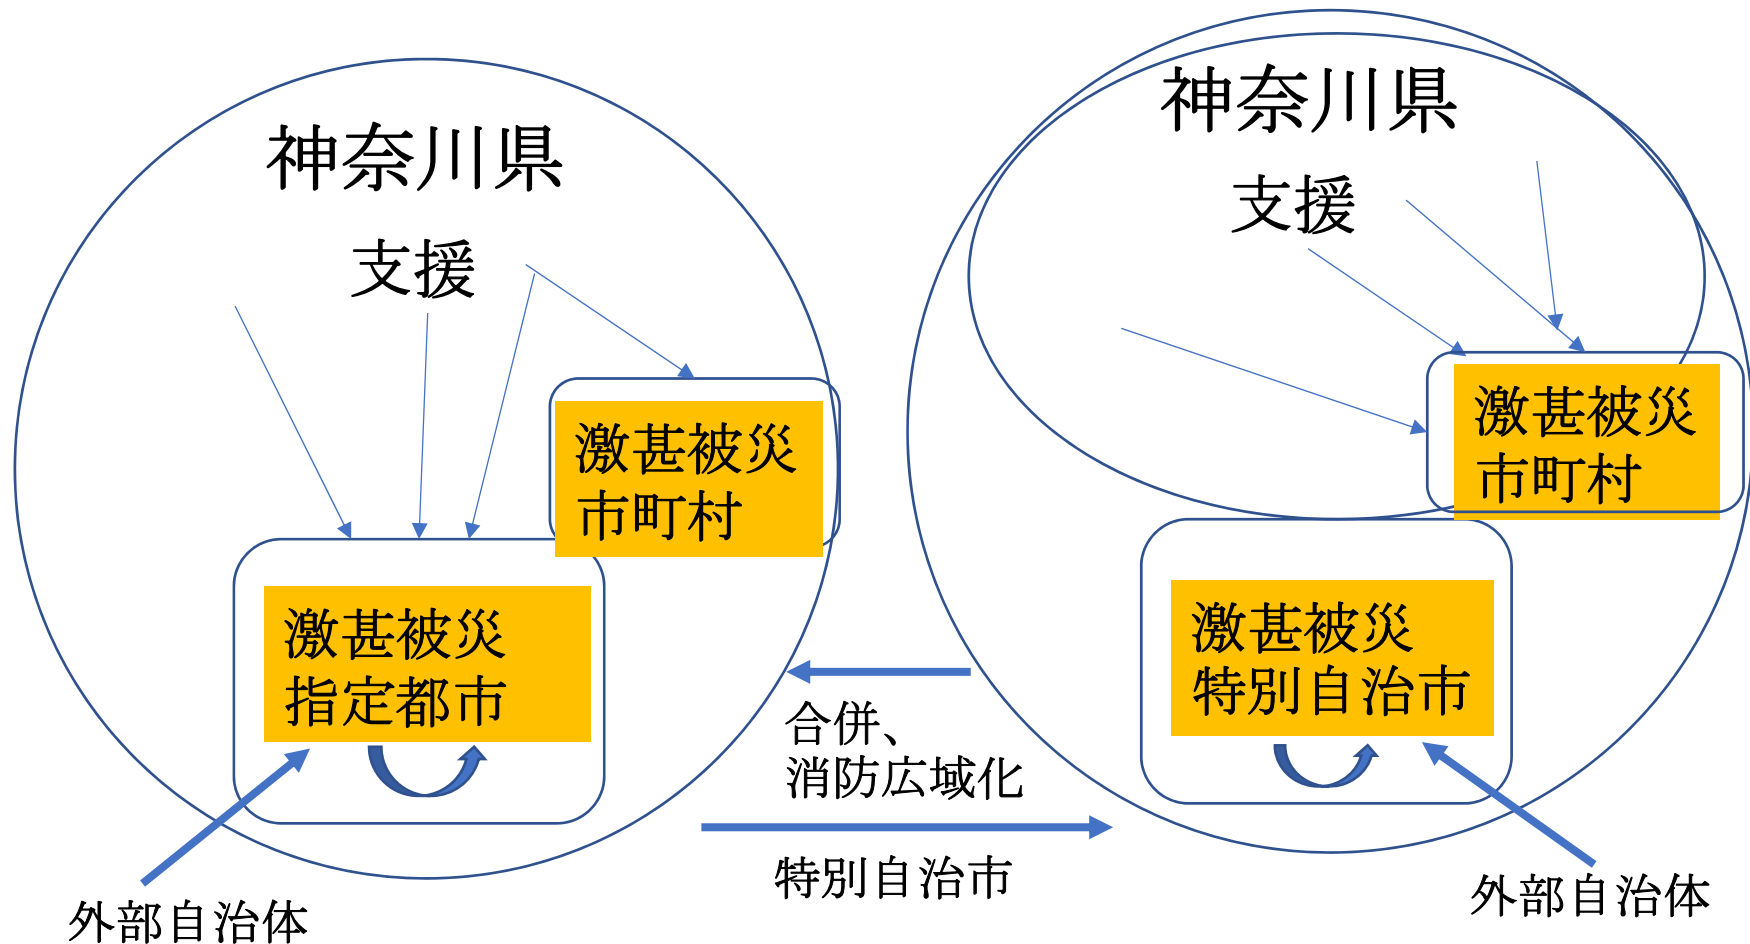 神奈川県
支援
激甚被災
市町村
激甚被災
指定都市
外部自治体
合併、
消防広域化
特別自治市
神奈川県
支援
激甚被災
市町村
激甚被災
特別自治市
外部自治体